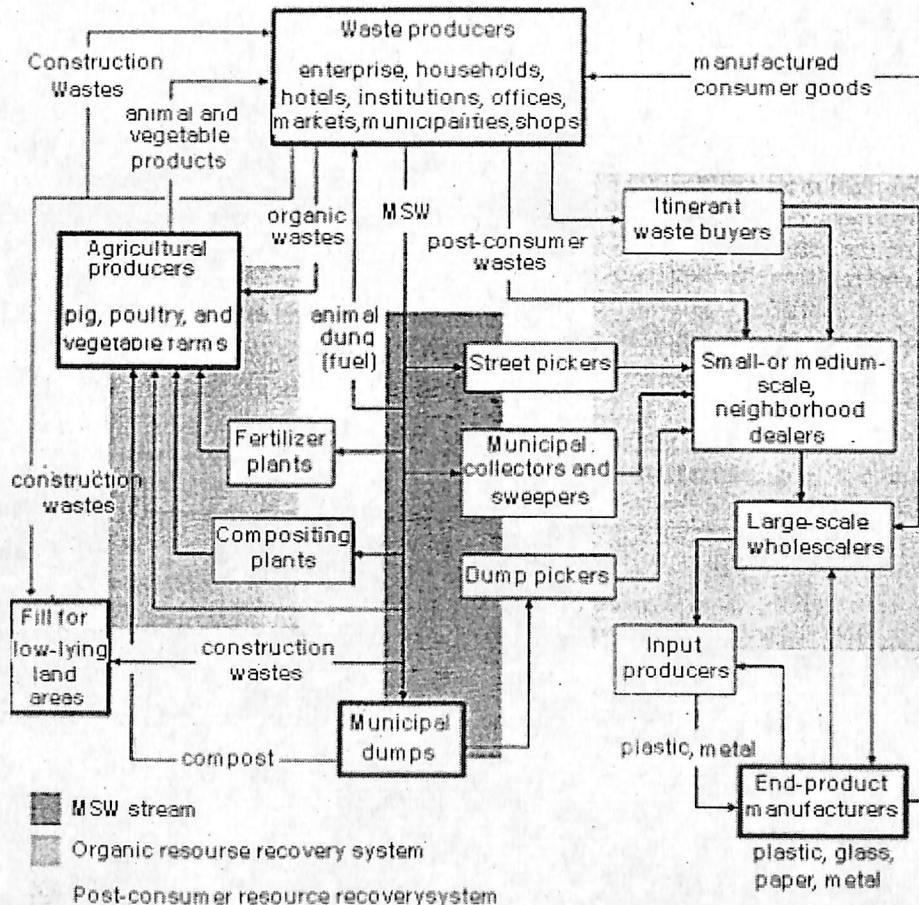 Waste producers
enterprise, households,
hotels, institutions, offices,
markets,municipalities,shops
Construction
Wastes
animal and
vegetable
products
manufactured
consumer goods
organic
wastes
MSW
post-consumer
wastes
Itinerant
waste buyers
Agricultural
producers
pig, poultry, and
vegetable farms
animal
dung
(fuel)
Street pickers
Small-or medium-
scale,
neighborhood
dealers
Fertilizer
plants
Municipal
collectors and
sweepers
construction
wastes
Compositing
plants
Large-scale
wholescalers
Dump pickers
Fill for
low-lying
land
areas
construction
wastes
Input
producers
Municipal
dumps
compost
plastic, metal
End-product
manufacturers
plastic, glass,
paper, metal
MSW stream
Organic resourse recovery system
Post-consumer resource recoverysystem